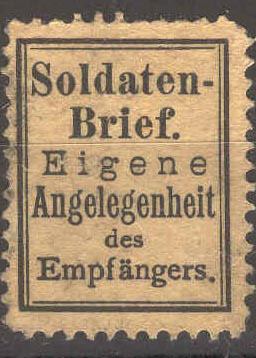 Soldaten-
Brief.
Eigene
Angelegenheit
des
Empfängers.